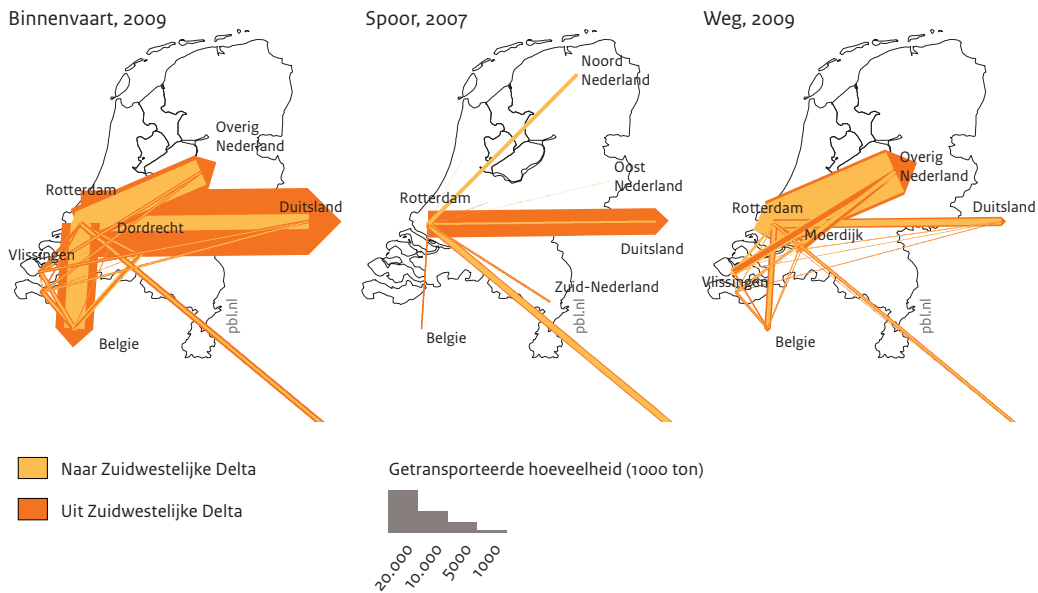 Binnenvaart, 2009
Overig
Nederland
Rotterdam
Duitsland
Dordrecht
Vlissingen
pbl.nl
Belgie
Spoor, 2007
Noord
Nederland
Oost
Nederland
Rotterdam
Duitsland
Zuid-Nederland
pbl.nl
Belgie
Weg, 2009
Overig
Nederland
Rotterdam
Duitsland
Moerdijk
Vlissingen
pbl.nl
Belgie
Naar Zuidwestelijke Delta
Uit Zuidwestelijke Delta
Getransporteerde hoeveelheid (1000 ton)
20.000
10.000
5000
1000